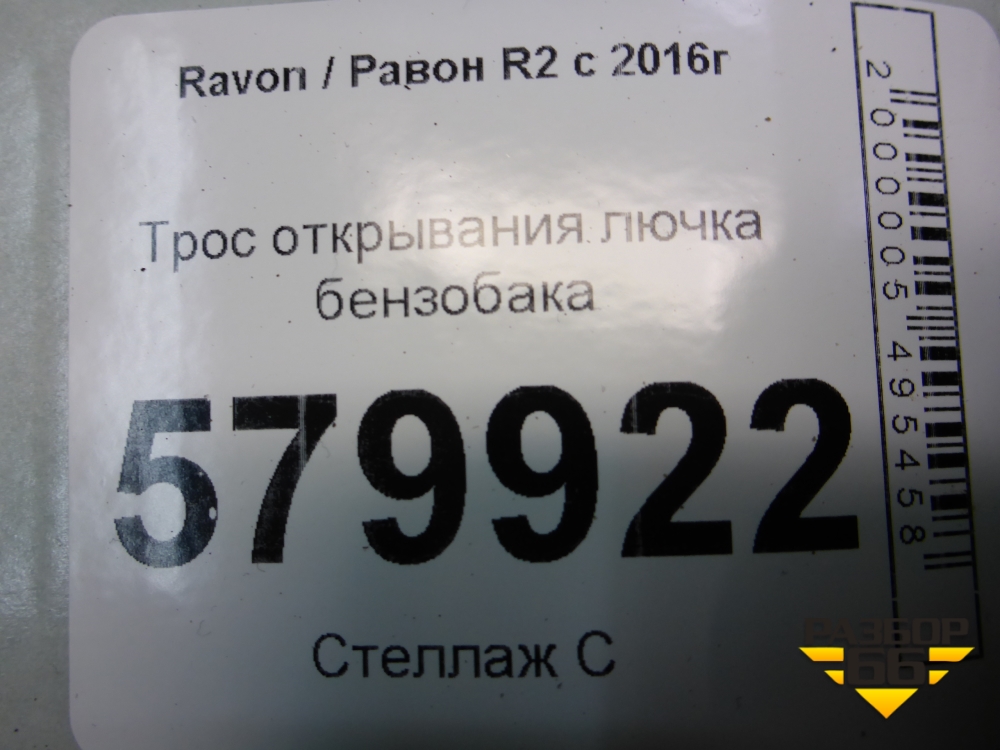 Ravon / Равон R2 с 2016г
Трос открывания лючка
бензобака
579922
Стеллаж С
2000005495458
РАЗБОР
66